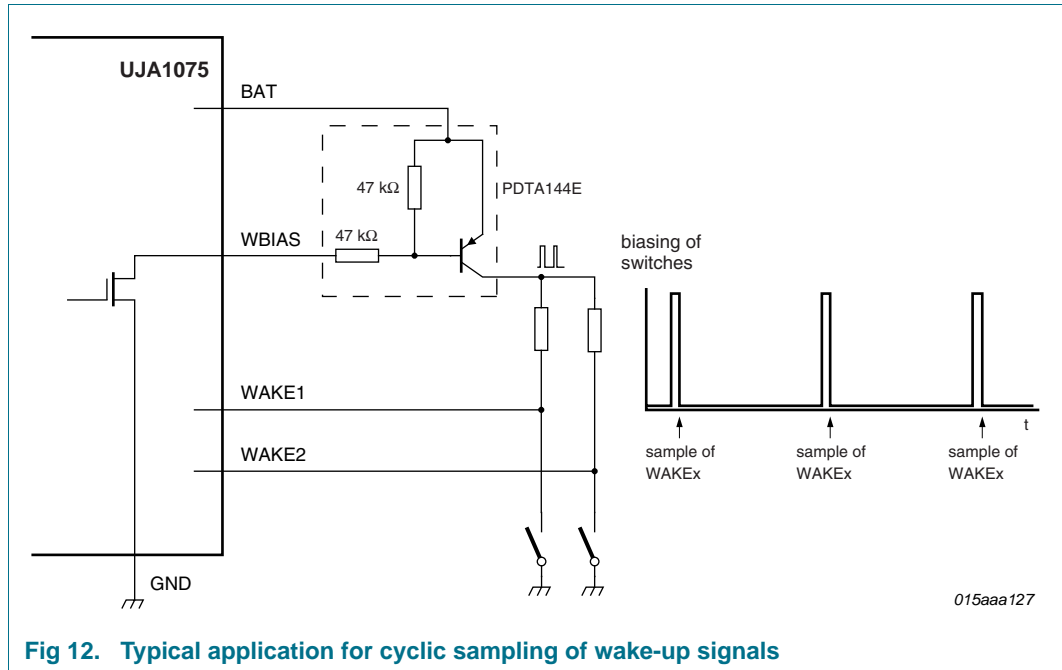 UJA1075
BAT
47 kΩ
PDTA144E
WBIAS
47 kΩ
biasing of
switches
WAKE1
WAKE2
t
sample of
WAKEx
sample of
WAKEx
sample of
WAKEx
GND
015aaa127
Fig 12. Typical application for cyclic sampling of wake-up signals